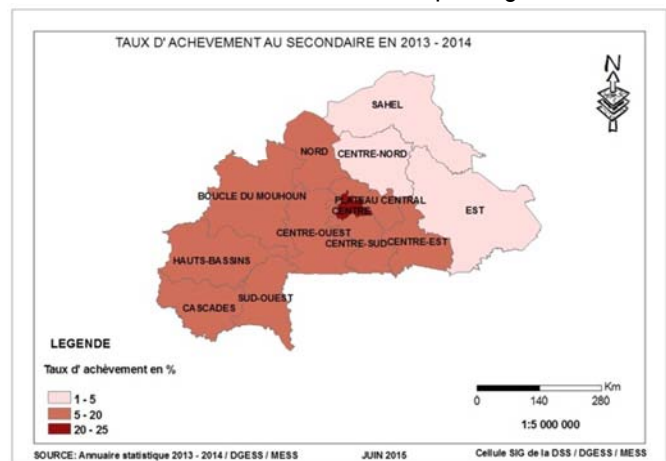 TAUX D' ACHEVEMENT AU SECONDAIRE EN 2013 - 2014
N
SAHEL
NORD
CENTRE-NORD
BOUCLE DU MOUHOUN
PLATEAU CENTRAL
CENTRE
EST
CENTRE-OUEST
CENTRE-SUD
CENTRE-EST
HAUTS-BASSINS
SUD-OUEST
CASCADES
LEGENDE
Taux d' achèvement en %
1 - 5
5 - 20
20 - 25
Km
0 140 280
1:5 000 000
SOURCE: Annuaire statistique 2013 - 2014 / DGESS / MESS JUIN 2015 Cellule SIG de la DSS / DGESS / MESS